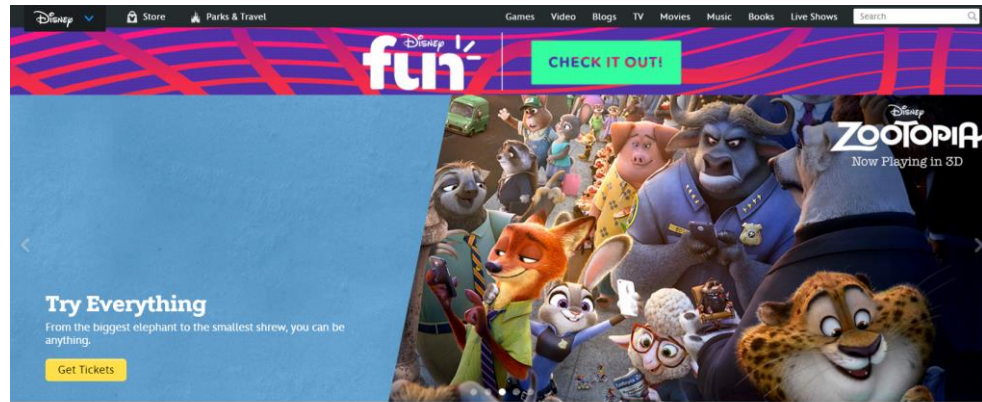 Disney
Store
Parks & Travel
Games
Video
Blogs
TV
Movies
Music
Books
Live Shows
Search
Disney
fun
CHECK IT OUT!
Disney
ZOOTOPIA
Now Playing in 3D
Try Everything
From the biggest elephant to the smallest shrew, you can be
anything.
Get Tickets